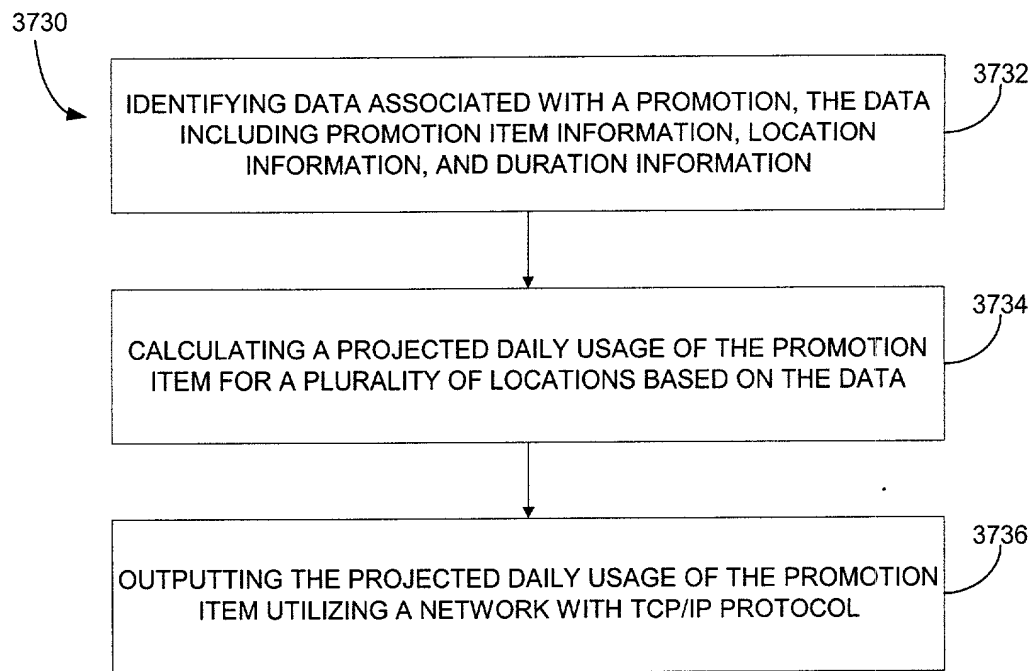 3730
3732
IDENTIFYING DATA ASSOCIATED WITH A PROMOTION, THE DATA
INCLUDING PROMOTION ITEM INFORMATION, LOCATION
INFORMATION, AND DURATION INFORMATION
3734
CALCULATING A PROJECTED DAILY USAGE OF THE PROMOTION
ITEM FOR A PLURALITY OF LOCATIONS BASED ON THE DATA
3736
OUTPUTTING THE PROJECTED DAILY USAGE OF THE PROMOTION
ITEM UTILIZING A NETWORK WITH TCP/IP PROTOCOL